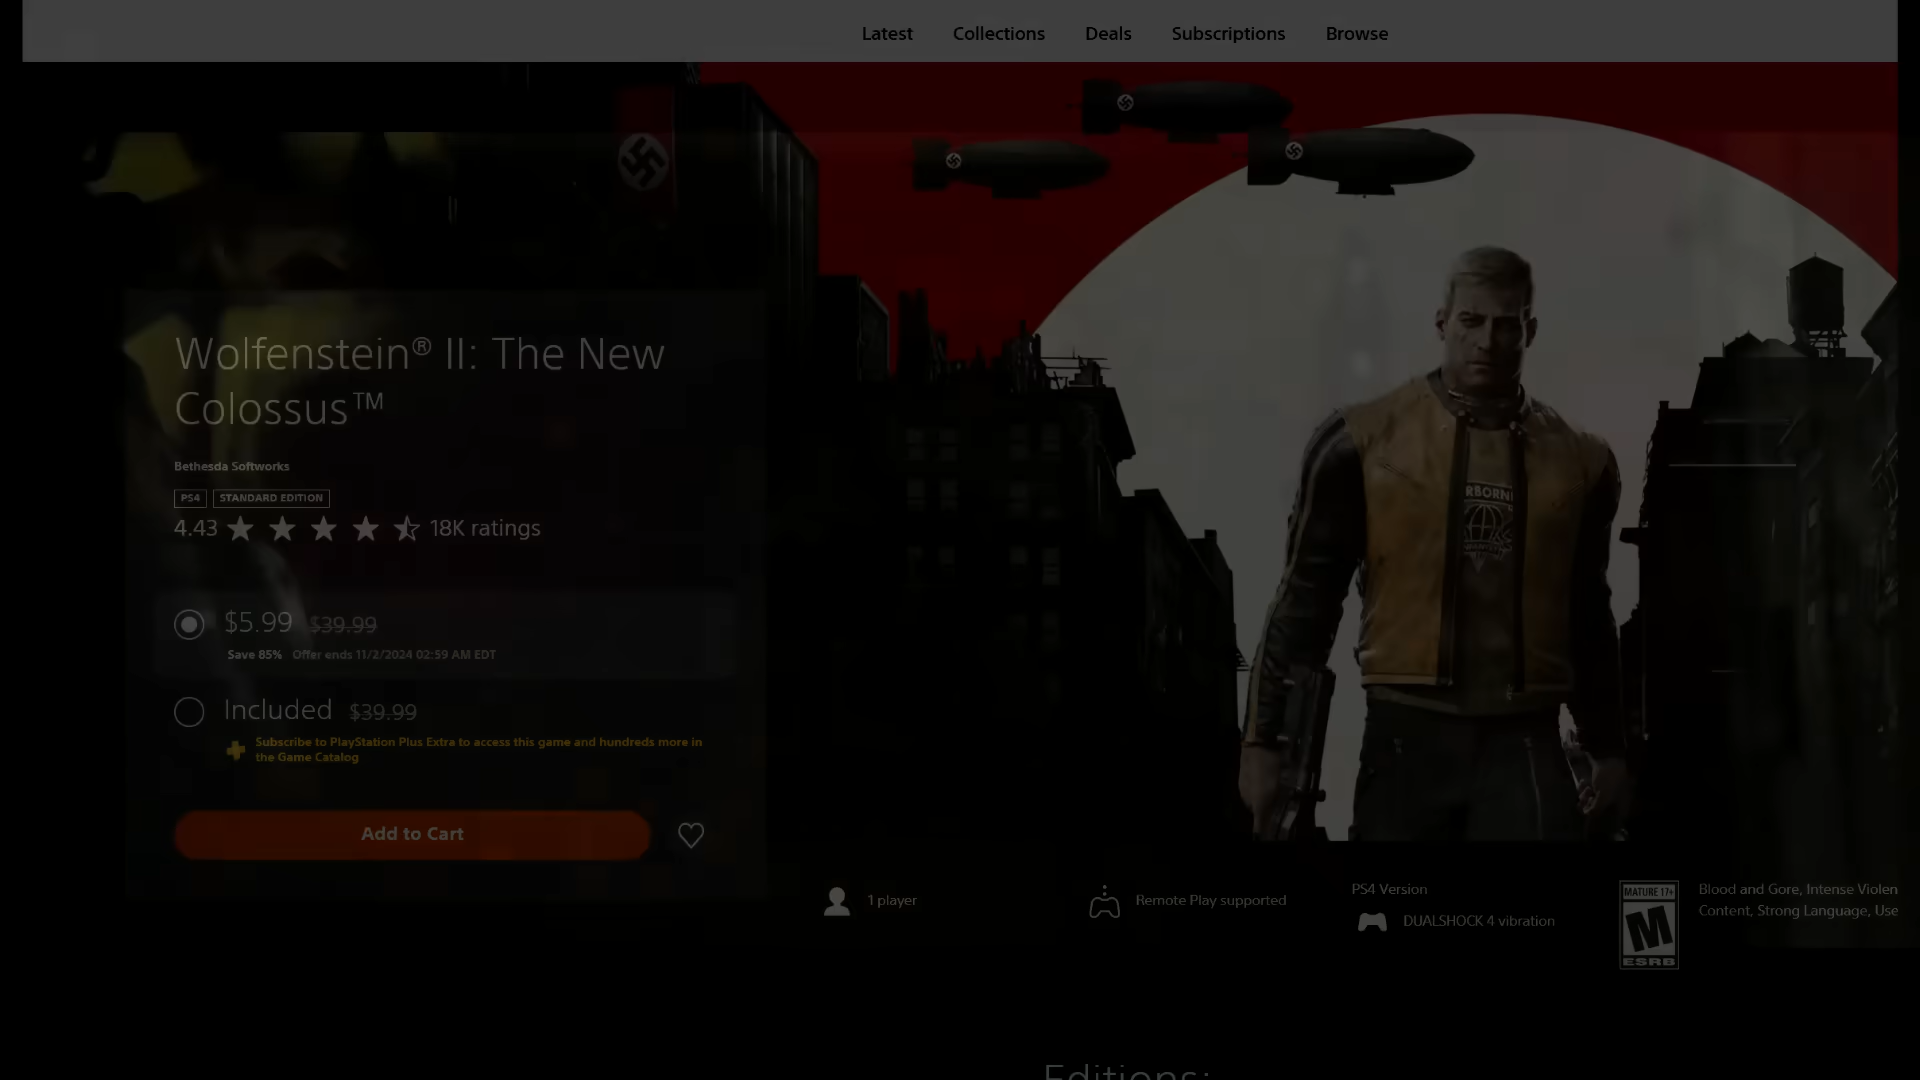 Latest Collections Deals Subscriptions Browse
Wolfenstein® II: The New
Colossus™
Bethesda Softworks
PS4 STANDARD EDITION
4.43 18K ratings
$5.99 $39.99
Save 85% Offer ends 11/2/2024 02:59 AM EDT
Included $39.99
Subscribe to PlayStation Plus Extra to access this game and hundreds more in
the Game Catalog
Add to Cart
RBORN
1 player
Remote Play supported
PS4 Version
DUALSHOCK 4 vibration
MATURE 17+
M
ESRB
Blood and Gore, Intense Violen
Content, Strong Language, Use
Editions: